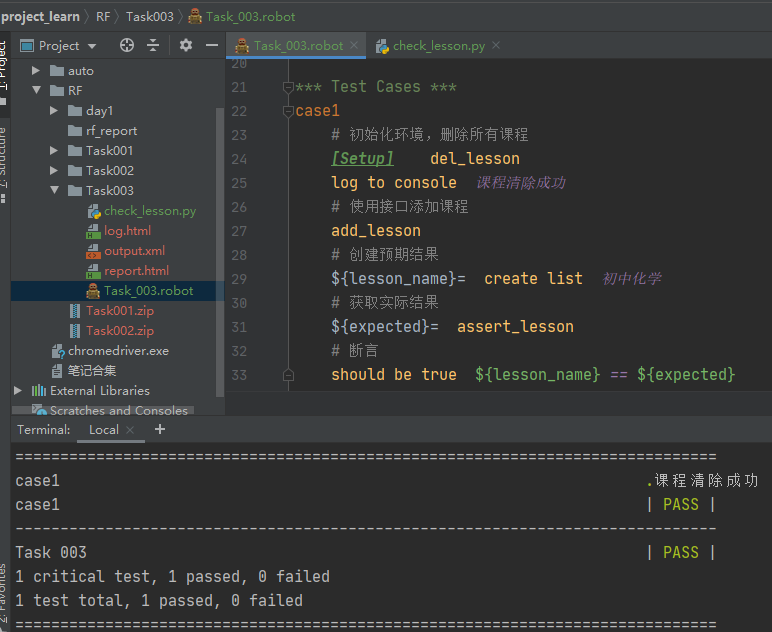 project_learn › RF › Task003 › Task_003.robot
Project
Task_003.robot
check_lesson.py
1: Project
Z: Structure
2: Favorites
auto
RF
day1
rf_report
Task001
Task002
Task003
check_lesson.py
log.html
output.xml
report.html
Task_003.robot
Task001.zip
Task002.zip
chromedriver.exe
笔记合集
External Libraries
Scratches and Consoles
20
21 *** Test Cases ***
22 case1
23 # 初始化环境，删除所有课程
24 [Setup]    del_lesson
25 log to console  课程清除成功
26 # 使用接口添加课程
27 add_lesson
28 # 创建预期结果
29 ${lesson_name}=  create list  初中化学
30 # 获取实际结果
31 ${expected}=  assert_lesson
32 # 断言
33 should be true  ${lesson_name} == ${expected}
Terminal: Local × +
==============================================================================
case1 .课程清除成功
case1 | PASS |
------------------------------------------------------------------------------
Task 003 | PASS |
1 critical test, 1 passed, 0 failed
1 test total, 1 passed, 0 failed
==============================================================================